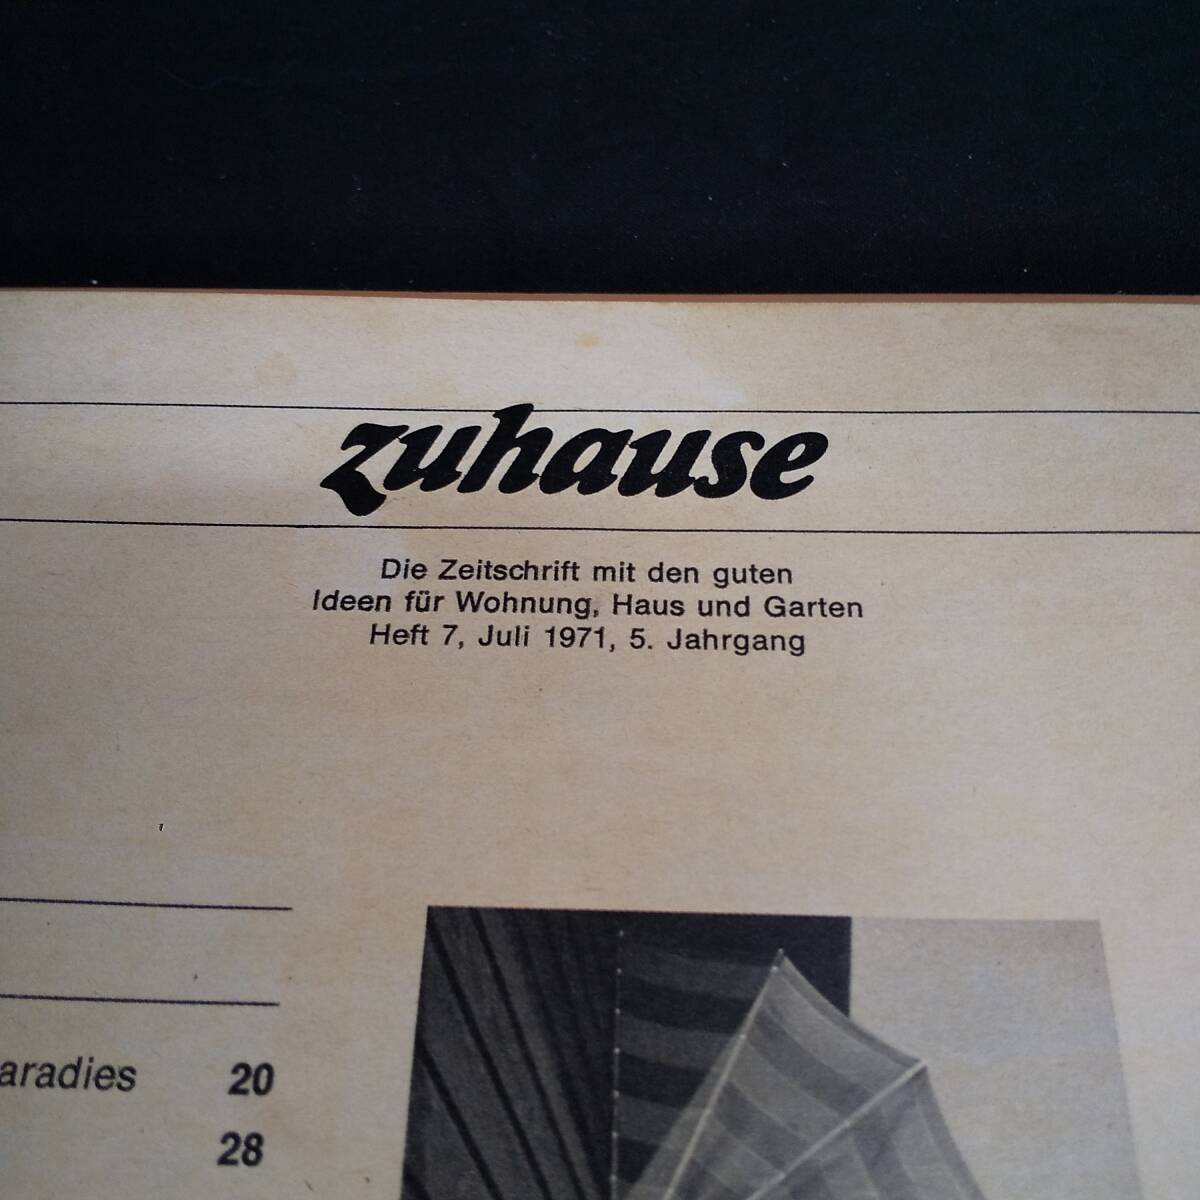 zuhause
Die Zeitschrift mit den guten
Ideen für Wohnung, Haus und Garten
Heft 7, Juli 1971, 5. Jahrgang
aradies 20
28